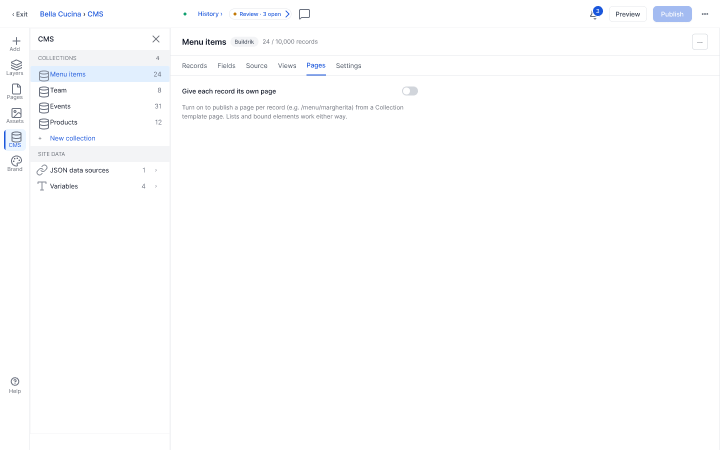 ‹ Exit
Bella Cucina › CMS
History ›
Review · 3 open
3
Preview
Publish
Add
Layers
Pages
Assets
CMS
Brand
Help
CMS
COLLECTIONS 4
Menu items 24
Team 8
Events 31
Products 12
+ New collection
SITE DATA
JSON data sources 1
Variables 4
Menu items Buildrik 24 / 10,000 records
Records Fields Source Views Pages Settings
Give each record its own page
Turn on to publish a page per record (e.g. /menu/margherita) from a Collection
template page. Lists and bound elements work either way.